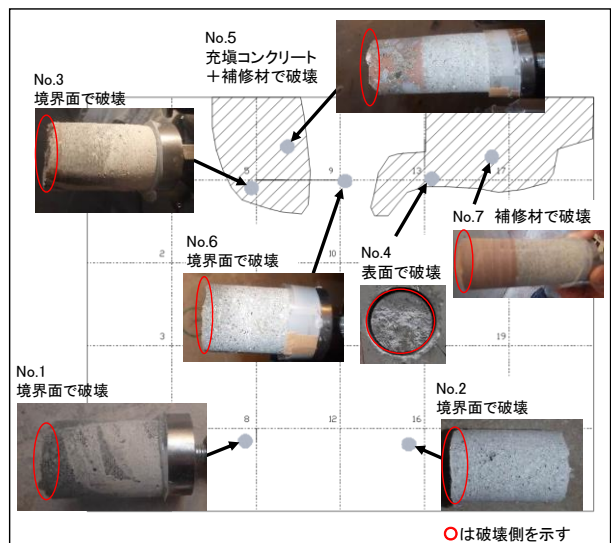 No.5
充塡コンクリート
＋補修材で破壊
No.3
境界面で破壊
5
9
13
17
No.7 補修材で破壊
No.6
境界面で破壊
No.4
表面で破壊
2
10
3
19
No.1
境界面で破壊
8
12
16
No.2
境界面で破壊
○は破壊側を示す